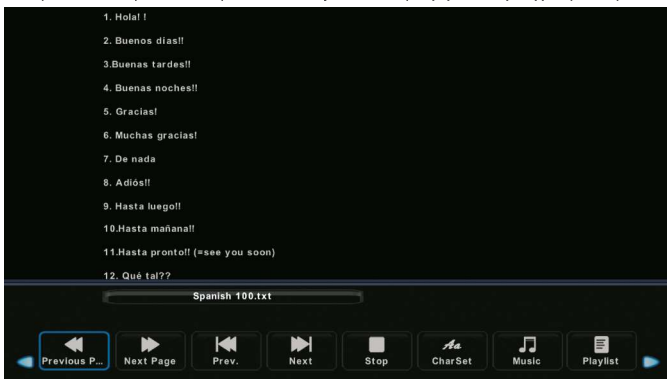 1. Hola! !
2. Buenos días!!
3.Buenas tardes!!
4. Buenas noches!!
5. Gracias!
6. Muchas gracias!
7. De nada
8. Adiós!!
9. Hasta luego!!
10.Hasta mañana!!
11.Hasta pronto!! (=see you soon)
12. Qué tal??
Spanish 100.txt
Previous P... Next Page Prev. Next Stop Aa CharSet Music Playlist